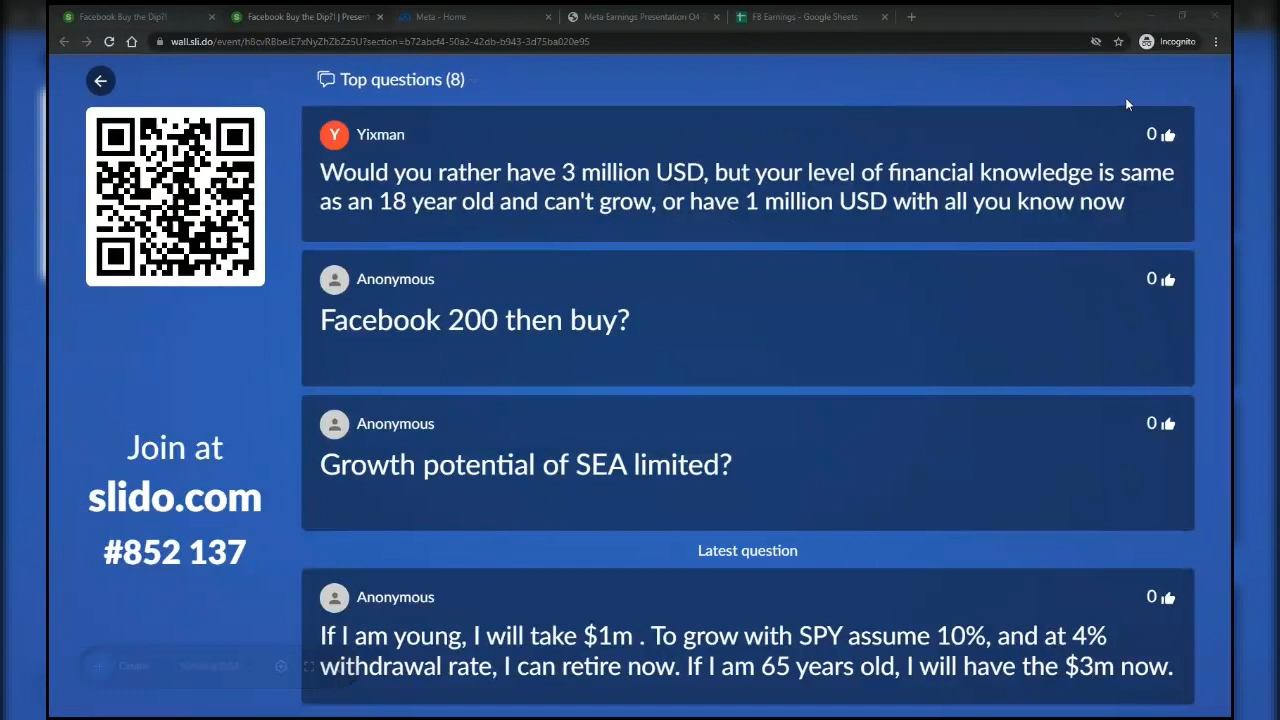 Facebook Buy the Dip?!
Facebook Buy the Dip?! | Present
Meta - Home
Meta Earnings Presentation Q4
FB Earnings - Google Sheets
wall.sli.do/event/h8cvRBbeJE7xNyZhZbZz5U?section=b72abcf4-50a2-42db-b943-3d75ba020e95
Incognito
Top questions (8)
Y
Yixman
0
Would you rather have 3 million USD, but your level of financial knowledge is same
as an 18 year old and can't grow, or have 1 million USD with all you know now
Anonymous
0
Facebook 200 then buy?
Anonymous
0
Growth potential of SEA limited?
Join at
slido.com
#852 137
Latest question
Anonymous
0
If I am young, I will take $1m . To grow with SPY assume 10%, and at 4%
withdrawal rate, I can retire now. If I am 65 years old, I will have the $3m now.